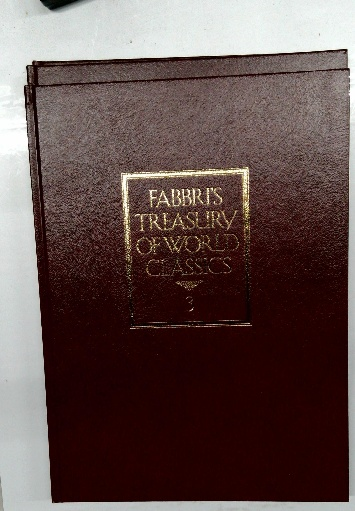 FABBRI'S
TREASURY
OF WORLD
CLASSICS
3